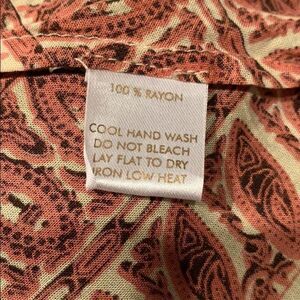 100 % RAYON
COOL HAND WASH
DO NOT BLEACH
LAY FLAT TO DRY
IRON LOW HEAT